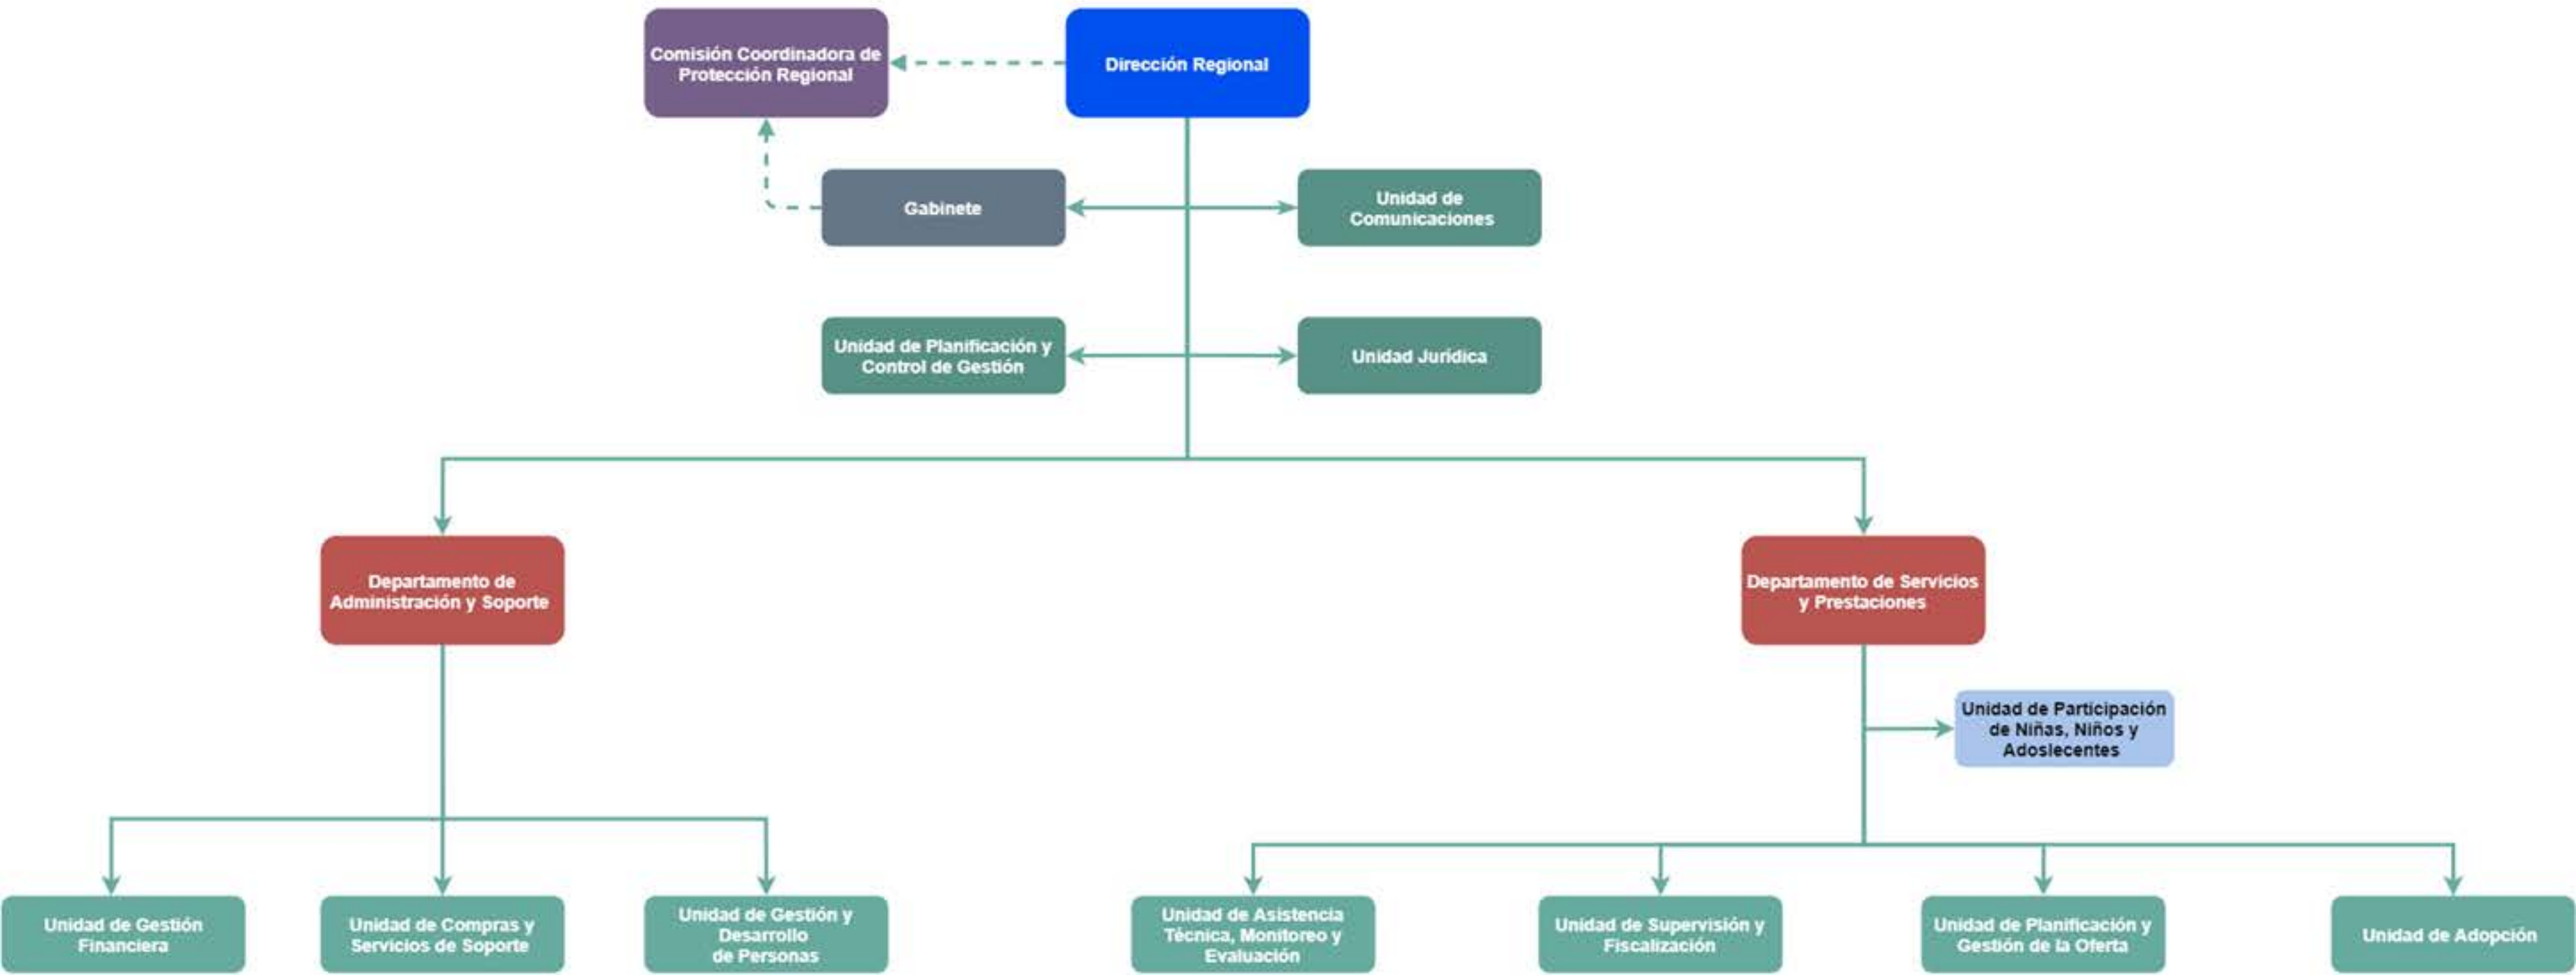 Comisión Coordinadora de
Protección Regional
Dirección Regional
Gabinete
Unidad de
Comunicaciones
Unidad de Planificación y
Control de Gestión
Unidad Jurídica
Departamento de
Administración y Soporte
Departamento de Servicios
y Prestaciones
Unidad de Participación
de Niñas, Niños y
Adoslecentes
Unidad de Gestión
Financiera
Unidad de Compras y
Servicios de Soporte
Unidad de Gestión y
Desarrollo
de Personas
Unidad de Asistencia
Técnica, Monitoreo y
Evaluación
Unidad de Supervisión y
Fiscalización
Unidad de Planificación y
Gestión de la Oferta
Unidad de Adopción